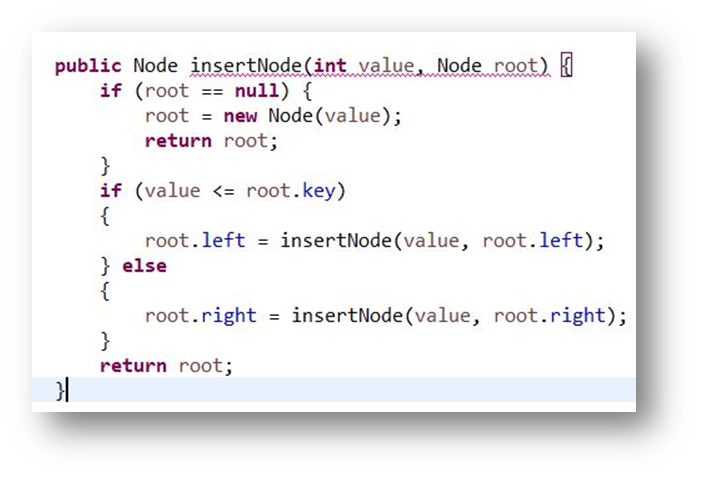 public Node insertNode(int value, Node root) {
    if (root == null) {
        root = new Node(value);
        return root;
    }
    if (value <= root.key)
    {
        root.left = insertNode(value, root.left);
    } else
    {
        root.right = insertNode(value, root.right);
    }
    return root;
}